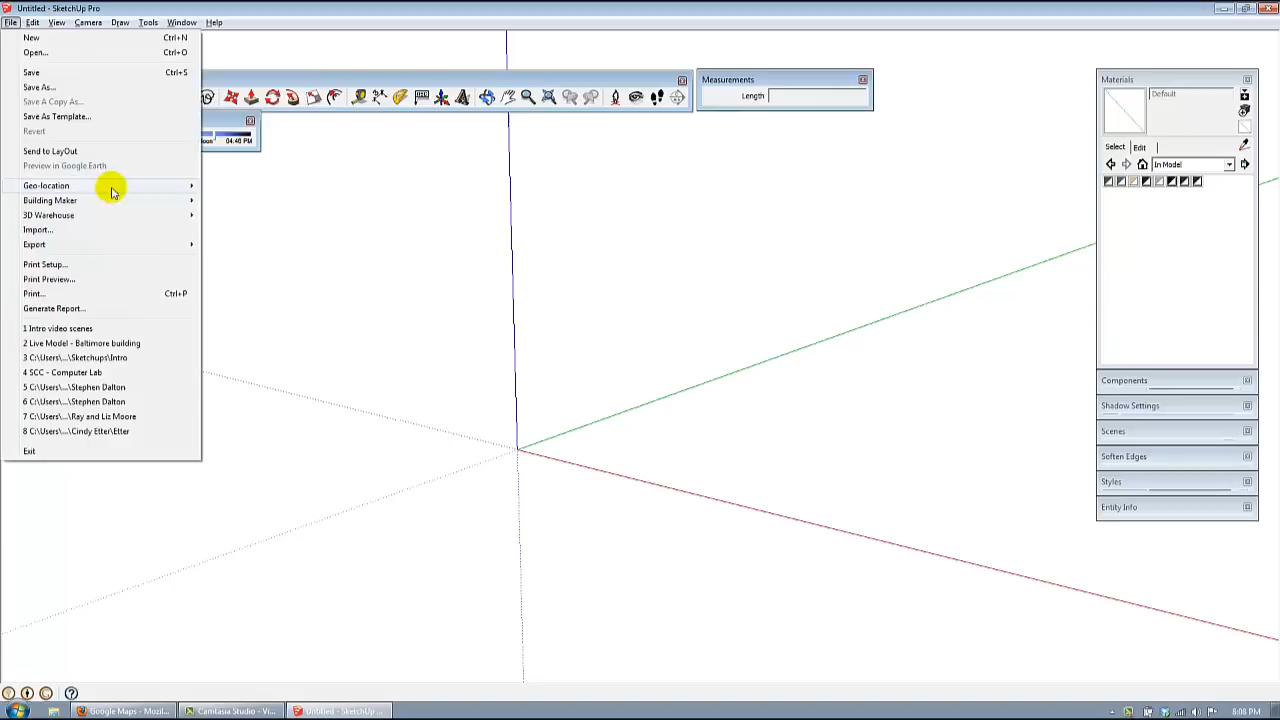 Untitled - SketchUp Pro
File Edit View Camera Draw Tools Window Help
New Ctrl+N
Open... Ctrl+O
Save Ctrl+S
Save As...
Save A Copy As...
Save As Template...
Revert
Send to LayOut
Preview in Google Earth
Geo-location
Building Maker
3D Warehouse
Import...
Export
Print Setup...
Print Preview...
Print... Ctrl+P
Generate Report...
1 Intro video scenes
2 Live Model - Baltimore building
3 C:\Users\...\Sketchups\Intro
4 SCC - Computer Lab
5 C:\Users\...\Stephen Dalton
6 C:\Users\...\Stephen Dalton
7 C:\Users\...\Ray and Liz Moore
8 C:\Users\...\Cindy Etter\Etter
Exit
04:46 PM
Measurements
Length
Materials
Default
Select Edit
In Model
Components
Shadow Settings
Scenes
Soften Edges
Styles
Entity Info
Google Maps - Mozil...
Camtasia Studio - Vi...
Untitled - SketchUp ...
8:08 PM